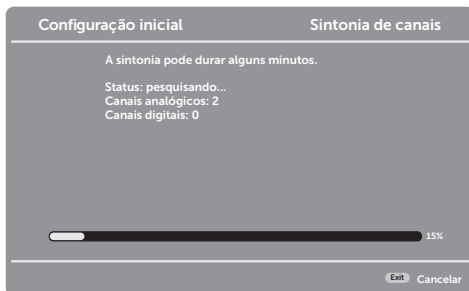 Configuração inicial
Sintonia de canais
A sintonia pode durar alguns minutos.
Status: pesquisando...
Canais analógicos: 2
Canais digitais: 0
15%
Exit Cancelar